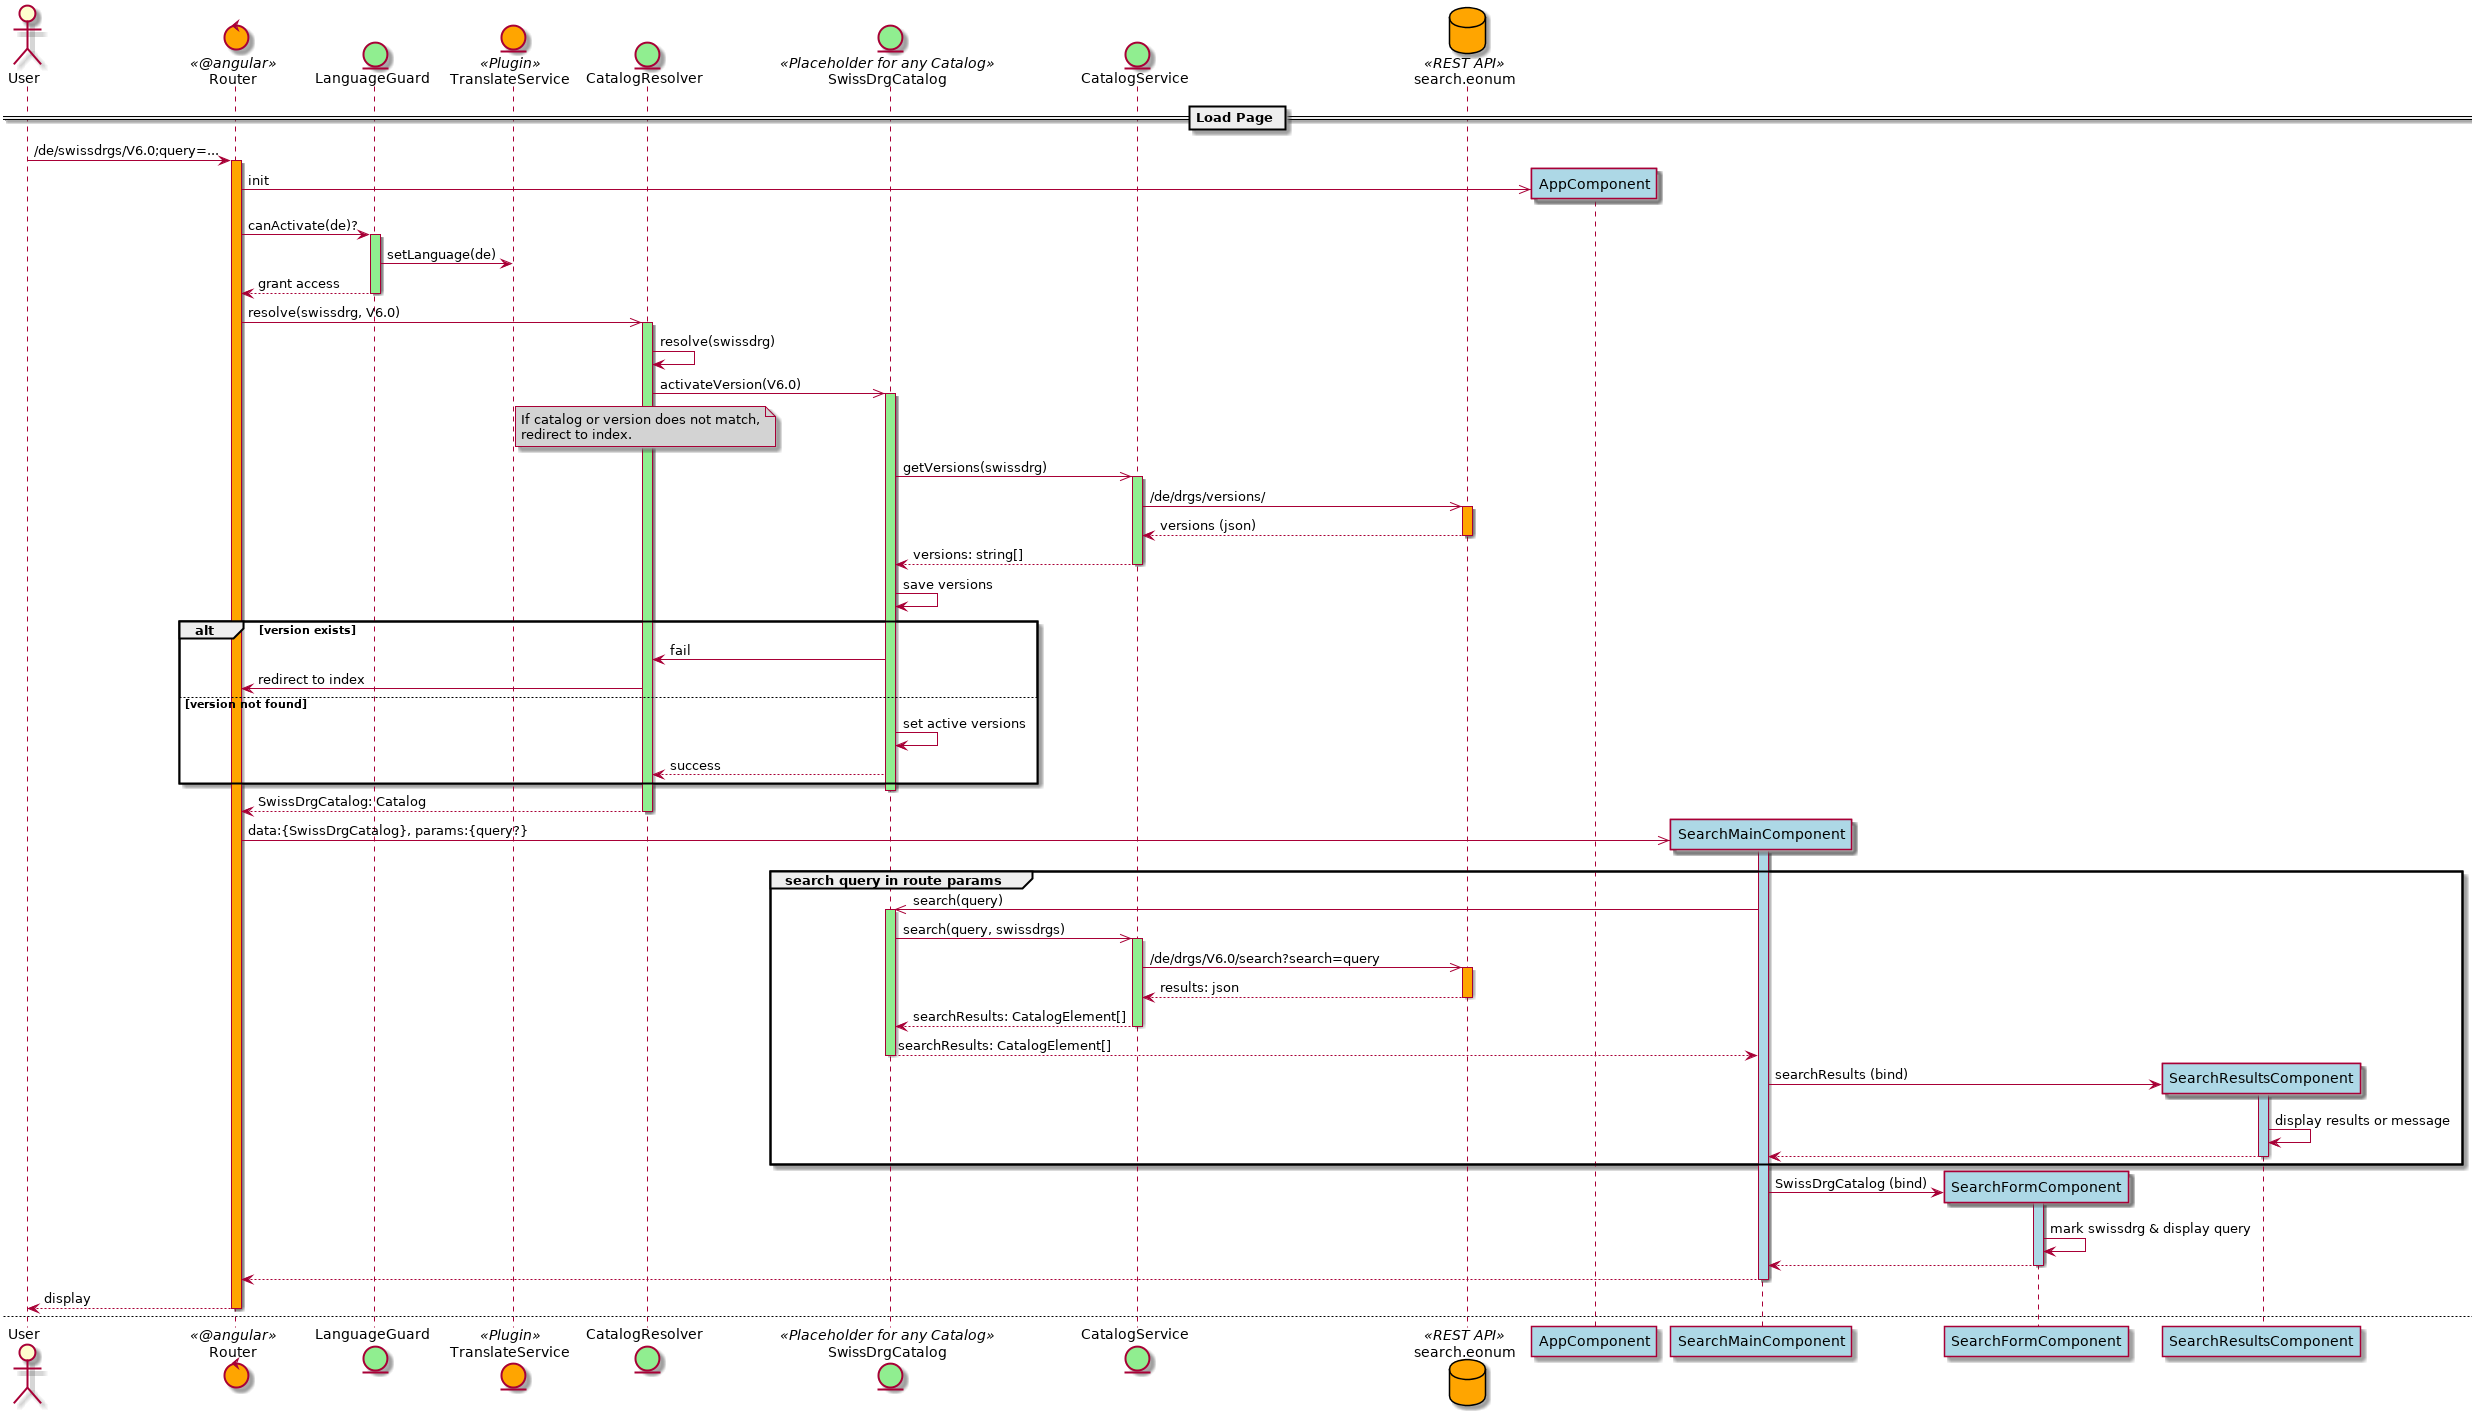 User
«@angular»
Router
LanguageGuard
«Plugin»
TranslateService
CatalogResolver
«Placeholder for any Catalog»
SwissDrgCatalog
CatalogService
«REST API»
search.eonum
Load Page
/de/swissdrgs/V6.0;query=...
init
AppComponent
canActivate(de)?
setLanguage(de)
grant access
resolve(swissdrg, V6.0)
resolve(swissdrg)
activateVersion(V6.0)
If catalog or version does not match,
redirect to index.
getVersions(swissdrg)
/de/drgs/versions/
versions (json)
versions: string[]
save versions
alt [version exists]
fail
redirect to index
[version not found]
set active versions
success
SwissDrgCatalog: Catalog
data:{SwissDrgCatalog}, params:{query?}
SearchMainComponent
search query in route params
search(query)
search(query, swissdrgs)
/de/drgs/V6.0/search?search=query
results: json
searchResults: CatalogElement[]
searchResults: CatalogElement[]
searchResults (bind)
SearchResultsComponent
display results or message
SwissDrgCatalog (bind)
SearchFormComponent
mark swissdrg & display query
display
User
«@angular»
Router
LanguageGuard
«Plugin»
TranslateService
CatalogResolver
«Placeholder for any Catalog»
SwissDrgCatalog
CatalogService
«REST API»
search.eonum
AppComponent
SearchMainComponent
SearchFormComponent
SearchResultsComponent